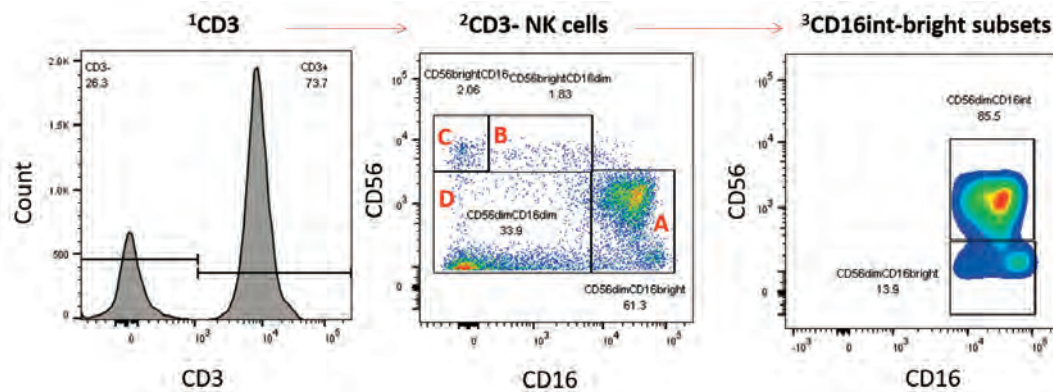 ¹CD3
²CD3- NK cells
³CD16int-bright subsets
CD3-
26.3
CD3+
73.7
2.0K
1.5K
1.0K
500
0
0
10³
10⁴
10⁵
Count
CD3
CD56brightCD16
2.06
CD56brightCD16dim
1.83
C
B
D
A
CD56dimCD16dim
33.9
CD56dimCD16bright
61.3
10⁵
10⁴
10³
0
0
10³
10⁴
10⁵
CD56
CD16
CD56dimCD16int
85.5
CD56dimCD16bright
13.9
10⁵
10⁴
10³
0
-10³
0
10³
10⁴
10⁵
CD56
CD16